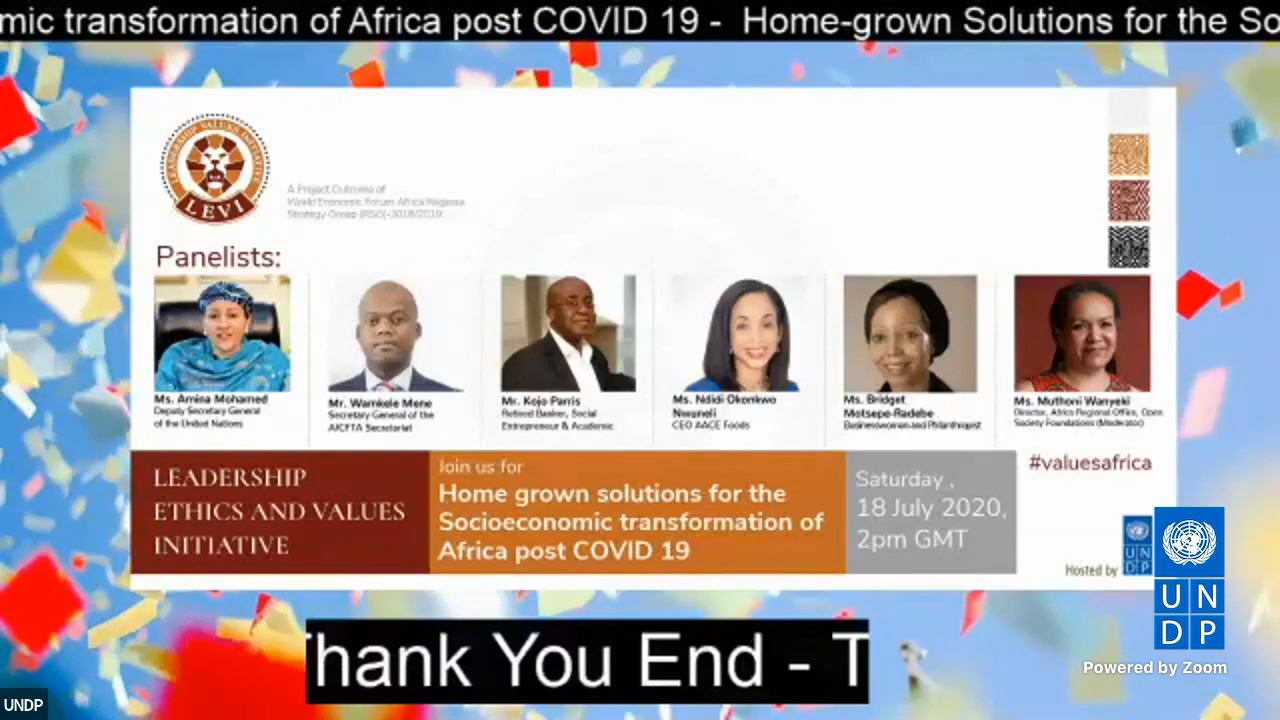 mic transformation of Africa post COVID 19 - Home-grown Solutions for the So
LEADERSHIP VALUES INITIATIVE
LEVI
A Project Outcome of
World Economic Forum Africa Regional
Strategy Group (RSG)-2018/2019
Panelists:
Ms. Amina Mohamed
Deputy Secretary General
of the United Nations
Mr. Wamkele Mene
Secretary General of the
AfCFTA Secretariat
Mr. Kojo Parris
Retired Banker, Social
Entrepreneur & Academic
Ms. Ndidi Okonkwo
Nwuneli
CEO AACE Foods
Ms. Bridget
Motsepe-Radebe
Businesswoman and Philanthropist
Ms. Muthoni Wanyeki
Director, Africa Regional Office, Open
Society Foundations (Moderator)
LEADERSHIP
ETHICS AND VALUES
INITIATIVE
Join us for
Home grown solutions for the
Socioeconomic transformation of
Africa post COVID 19
Saturday ,
18 July 2020,
2pm GMT
#valuesafrica
Hosted by
U N
D P
U N
D P
Powered by Zoom
Thank You End - T
UNDP